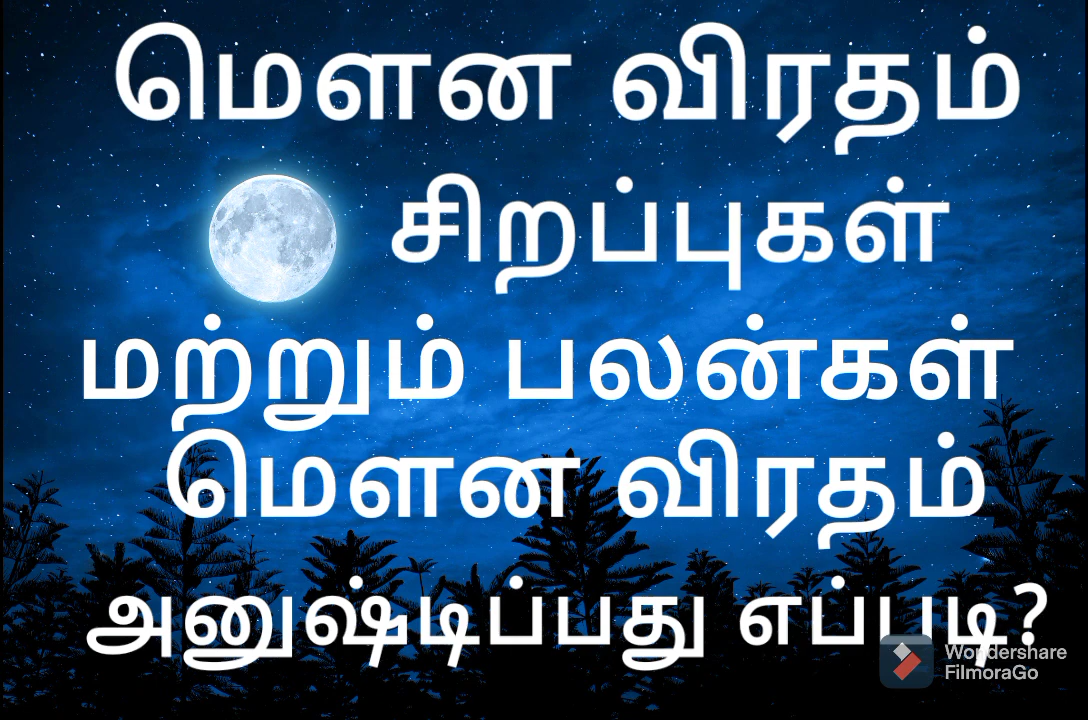 மௌன விரதம்
சிறப்புகள்
மற்றும் பலன்கள்
மௌன விரதம்
அனுஷ்டிப்பது எப்படி?
Wondershare
FilmoraGo